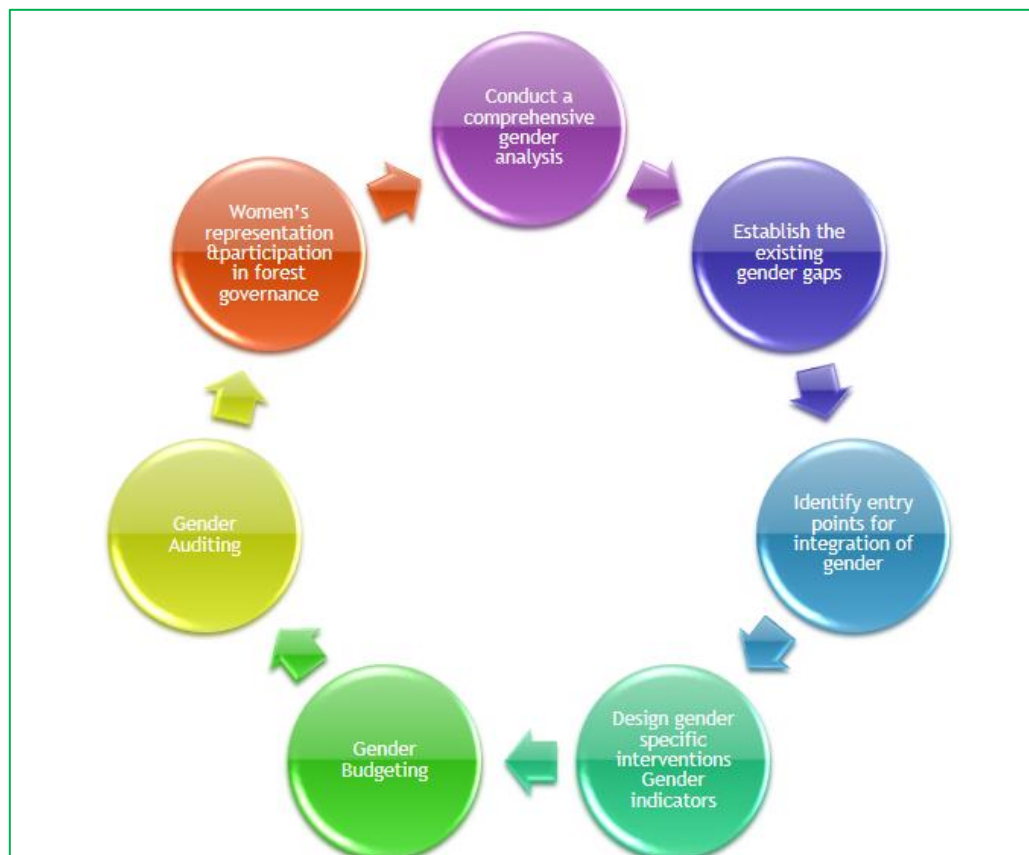 Conduct a
comprehensive
gender
analysis
Establish the
existing
gender gaps
Identify entry
points for
integration of
gender
Design gender
specific
interventions
Gender
indicators
Gender
Budgeting
Gender
Auditing
Women's
representation
&participation
in forest
governance